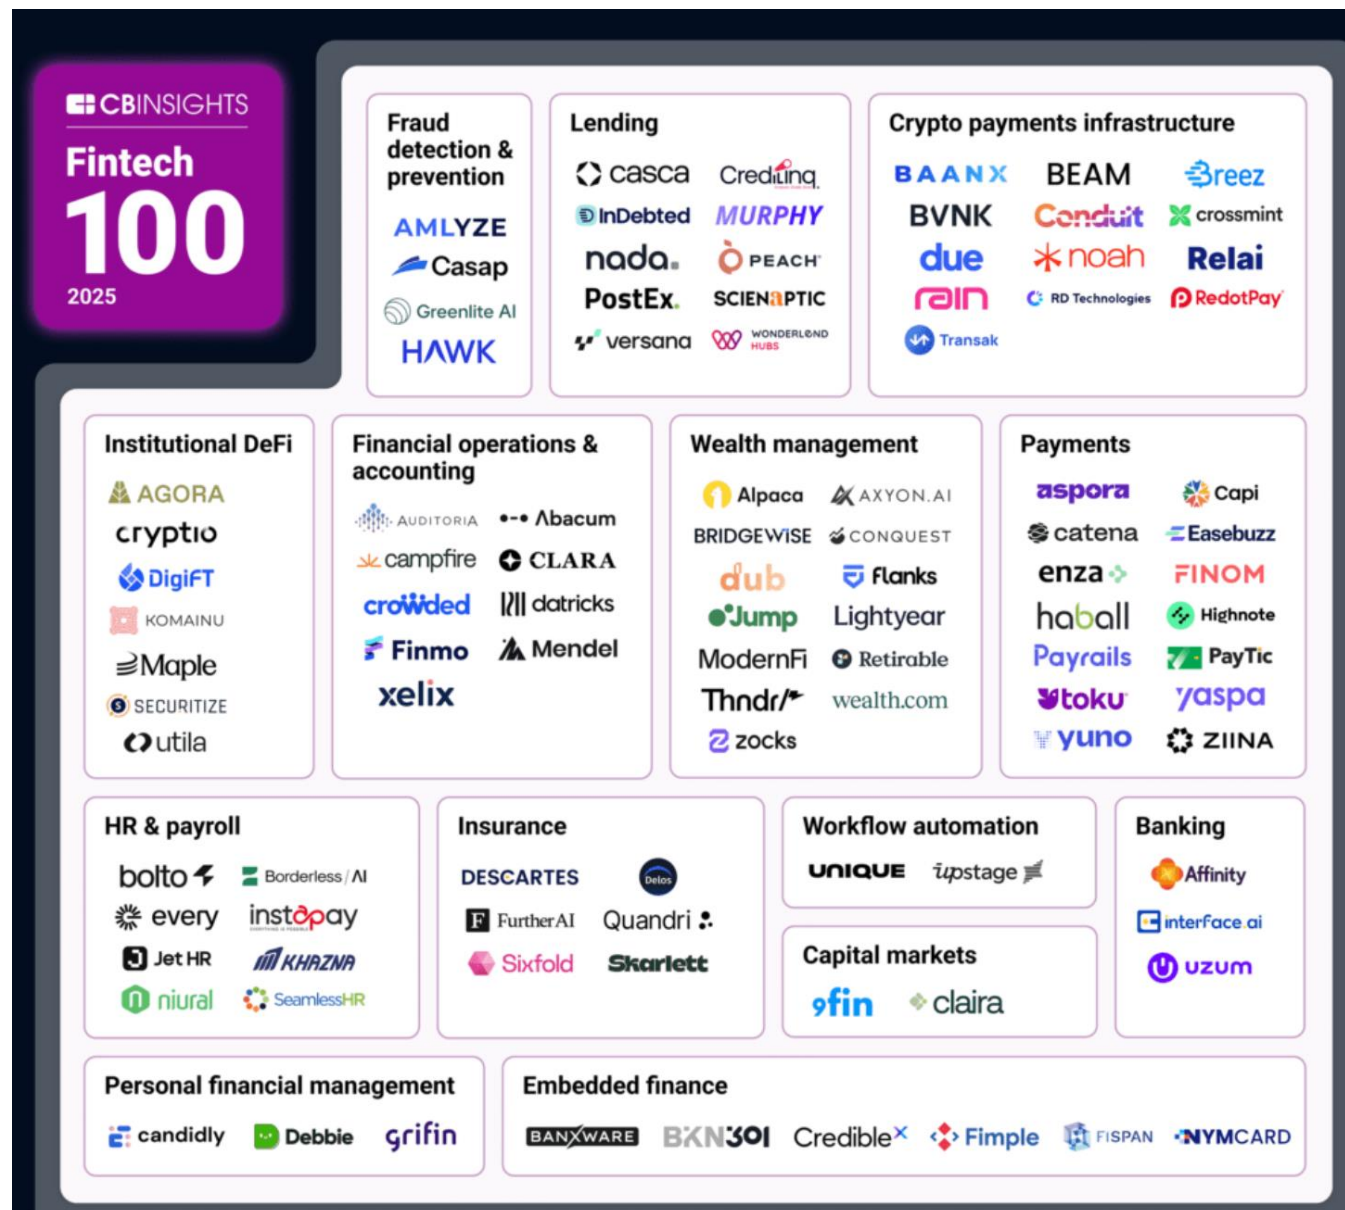 CBINSIGHTS
Fintech
100
2025
Fraud
detection &
prevention
AMLYZE
Casap
Greenlite AI
HAWK
Lending
casca Credilinq
InDebted MURPHY
nada. PEACH
PostEx. SCIENAPTIC
versana WONDERLEND
HUBS
Crypto payments infrastructure
BAANX BEAM Breez
BVNK Conduit crossmint
due noah Relai
rain RD Technologies RedotPay
Transak
Institutional DeFi
AGORA
cryptio
DigiFT
KOMAINU
Maple
SECURITIZE
utila
Financial operations &
accounting
AUDITORIA Abacum
campfire CLARA
crowded datricks
Finmo Mendel
xelix
Wealth management
Alpaca AXYON.AI
BRIDGEWISE CONQUEST
dub flanks
Jump Lightyear
ModernFi Retirable
Thndr/ wealth.com
zocks
Payments
aspora Capi
catena Easebuzz
enza FINOM
haball Highnote
Payrails PayTic
toku yaspa
yuno ZIINA
HR & payroll
bolto Borderless/AI
every instapay
EVERYTHING IS POSSIBLE
Jet HR KHAZNA
niural SeamlessHR
Insurance
DESCARTES Delos
F FurtherAI Quandri
Sixfold Skarlett
Workflow automation
UNIQUE upstage
Capital markets
9fin claira
Banking
Affinity
interface.ai
uzum
Personal financial management
candidly Debbie grifin
Embedded finance
BANXWARE BKN301 CredibleX Fimple FISPAN NYMCARD